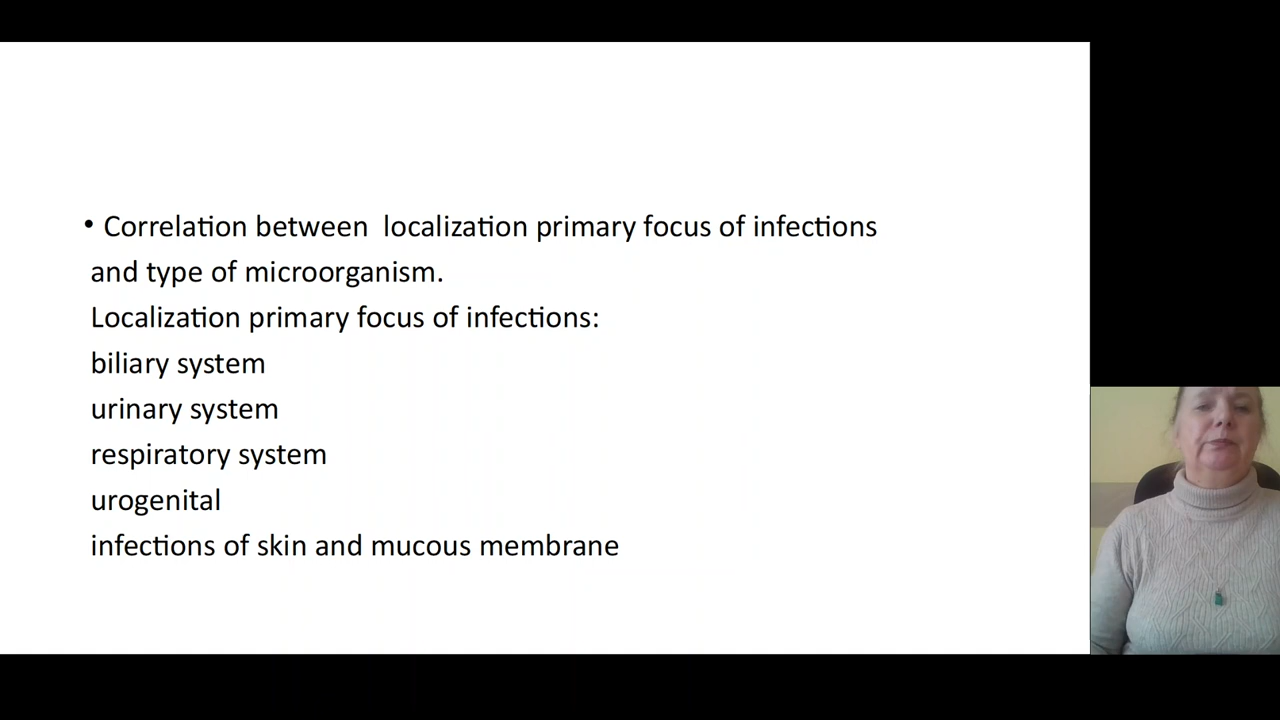 • Correlation between  localization primary focus of infections
and type of microorganism.
Localization primary focus of infections:
biliary system
urinary system
respiratory system
urogenital
infections of skin and mucous membrane